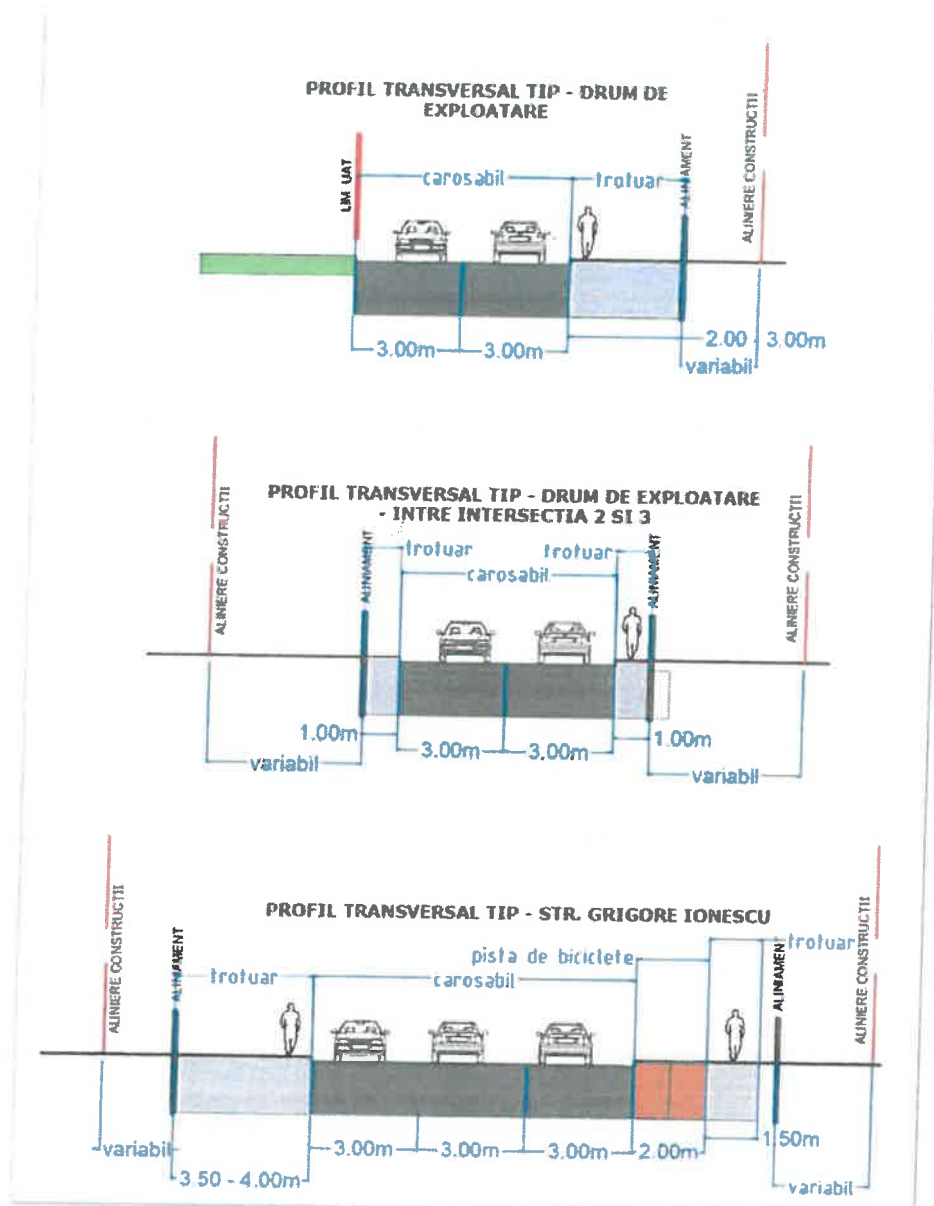 PROFIL TRANSVERSAL TIP - DRUM DE
EXPLOATARE
LIM UAT
carosabil
trotuar
ALINIAMENT
ALINIERE CONSTRUCTII
3.00m
3.00m
2.00 - 3.00m
variabil
PROFIL TRANSVERSAL TIP - DRUM DE EXPLOATARE
- INTRE INTERSECTIA 2 SI 3
ALINIERE CONSTRUCTII
ALINIAMENT
trotuar
trotuar
carosabil
ALINIAMENT
ALINIERE CONSTRUCTII
1.00m
3.00m
3.00m
1.00m
variabil
variabil
PROFIL TRANSVERSAL TIP - STR. GRIGORE IONESCU
ALINIERE CONSTRUCTII
ALINIAMENT
trotuar
carosabil
pista de biciclete
trotuar
ALINIAMEN
ALINIERE CONSTRUCTII
variabil
3.50 - 4.00m
3.00m
3.00m
3.00m
2.00m
1.50m
variabil